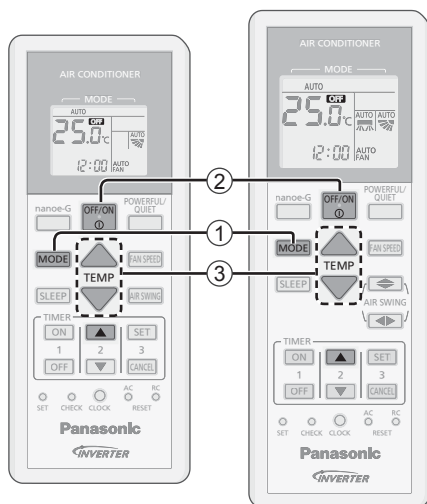 AIR CONDITIONER
MODE
AUTO
OFF
25.0°C
AUTO
12:00
AUTO
FAN
nanoe-G
OFF/ON
POWERFUL/
QUIET
MODE
FAN SPEED
TEMP
SLEEP
AIR SWING
TIMER
ON
SET
1 2 3
OFF
CANCEL
SET
CHECK
CLOCK
AC
RC
RESET
Panasonic
INVERTER
2
1
3
AIR CONDITIONER
MODE
AUTO
OFF
25.0°C
AUTO AUTO
12:00
AUTO
FAN
nanoe-G
OFF/ON
POWERFUL/
QUIET
MODE
FAN SPEED
TEMP
SLEEP
AIR SWING
TIMER
ON
SET
1 2 3
OFF
CANCEL
SET
CHECK
CLOCK
AC
RC
RESET
Panasonic
INVERTER